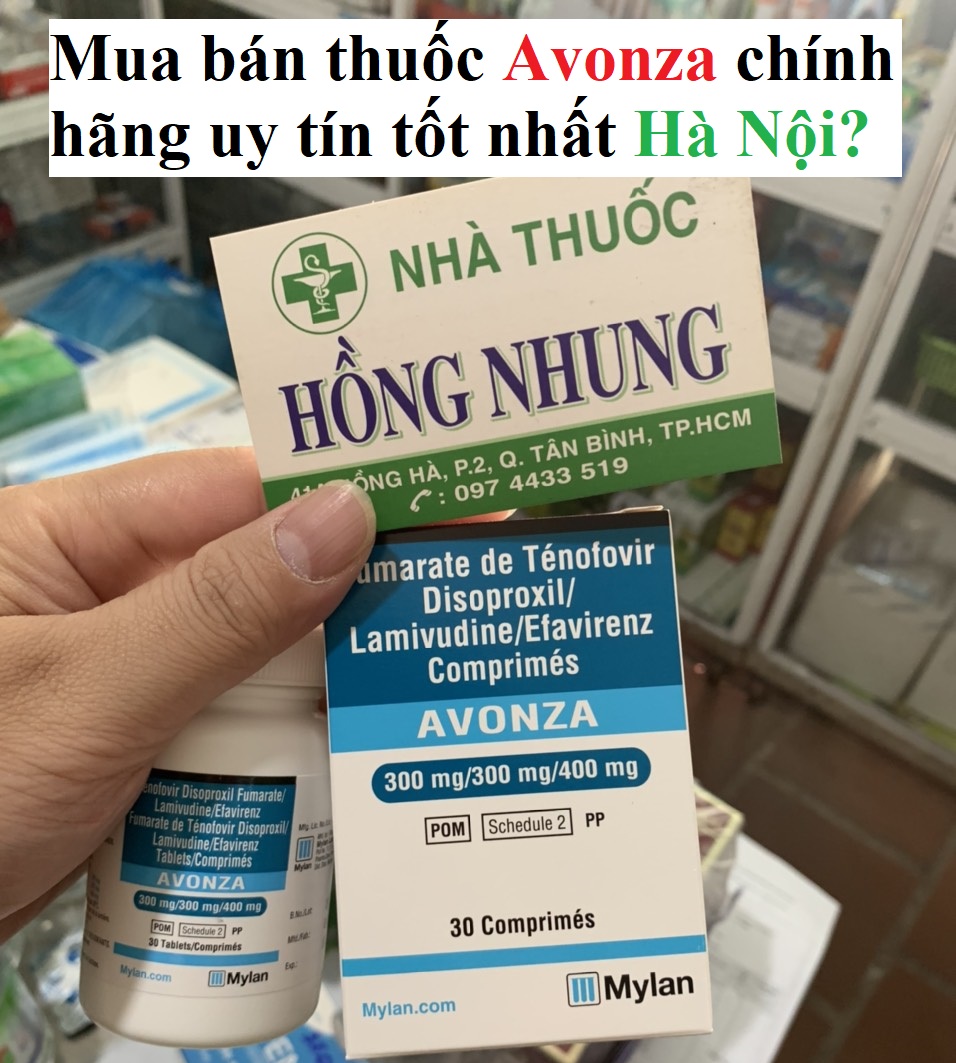 Mua bán thuốc Avonza chính
hãng uy tín tốt nhất Hà Nội?
NHÀ THUỐC
HỒNG NHUNG
HÀ, P.2, Q. TÂN BÌNH, TP.HCM
: 097 4433 519
de Ténofovir
Disoproxil/
Lamivudine/Efavirenz
Comprimés
AVONZA
300 mg/300 mg/400 mg
POM Schedule 2 PP
30 Comprimés
Mylan.com Mylan
Disoproxil Fumarate/
Lamivudine/Efavirenz
Fumarate de Ténofovir Disoproxil/
Lamivudine/Efavirenz
Tablets/Comprimés
AVONZA
300 mg/300 mg/400 mg
POM Schedule 2 PP
30 Tablets/Comprimés
Mylan.com Mylan
Exp.: